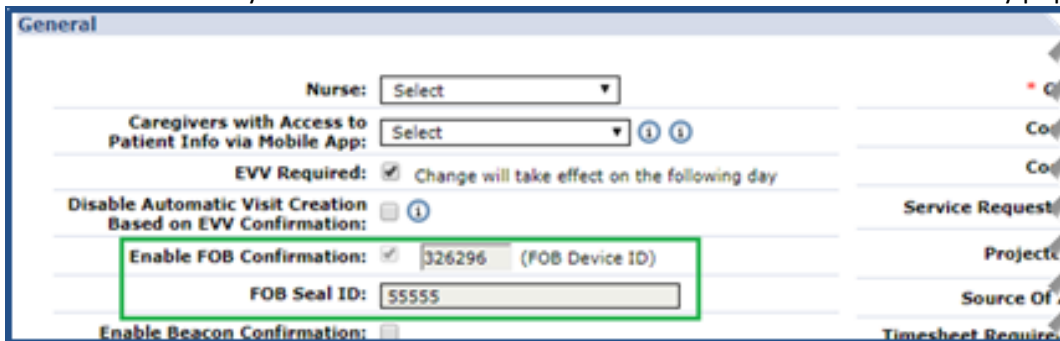 General
Nurse: Select
Caregivers with Access to
Patient Info via Mobile App: Select
EVV Required: Change will take effect on the following day
Disable Automatic Visit Creation
Based on EVV Confirmation:
Service Request
Enable FOB Confirmation: 326296 (FOB Device ID)
FOB Seal ID: 55555
Source Of
Enable Beacon Confirmation:
Timesheet Require